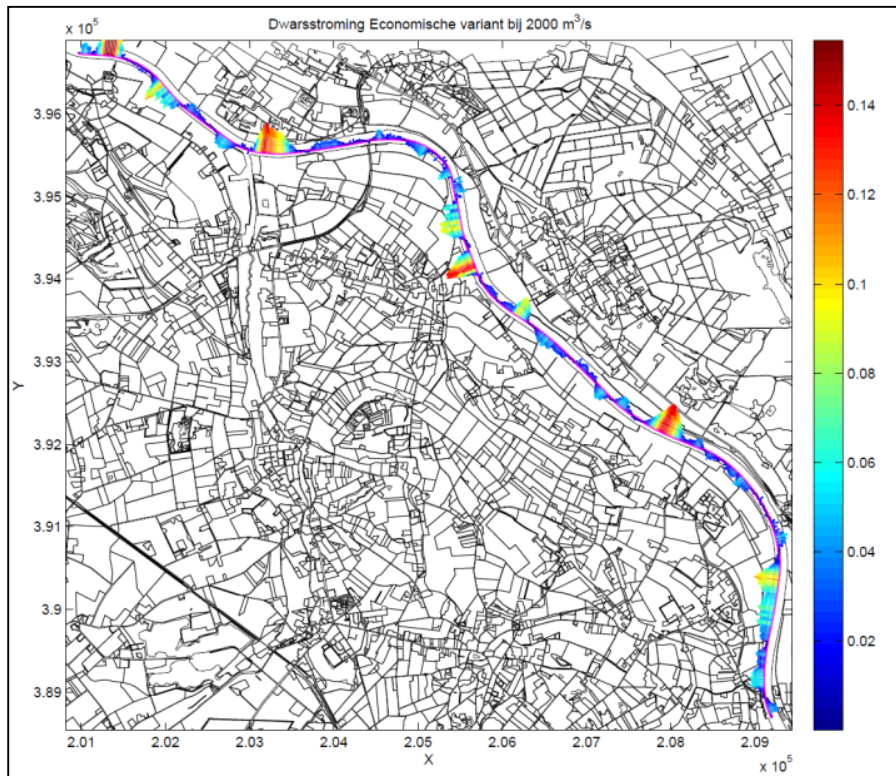 Dwarsstroming Economische variant bij 2000 m³/s
x 10⁵
3.96
3.95
3.94
3.93
3.92
3.91
3.9
3.89
Y
2.01 2.02 2.03 2.04 2.05 2.06 2.07 2.08 2.09
X
x 10⁵
0.14
0.12
0.1
0.08
0.06
0.04
0.02